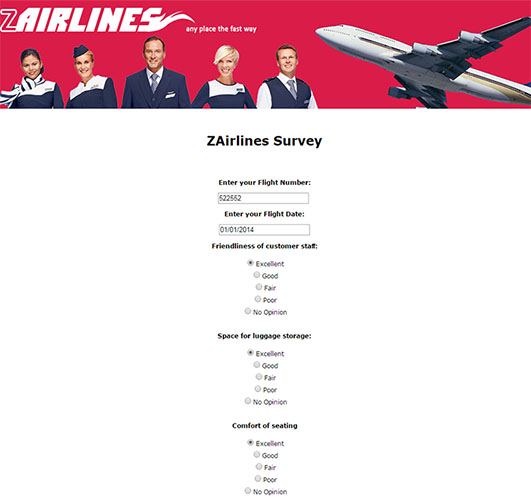 ZAIRLINES
any place the fast way
ZAirlines Survey
Enter your Flight Number:
522552
Enter your Flight Date:
01/01/2014
Friendliness of customer staff:
Excellent
Good
Fair
Poor
No Opinion
Space for luggage storage:
Excellent
Good
Fair
Poor
No Opinion
Comfort of seating
Excellent
Good
Fair
Poor
No Opinion